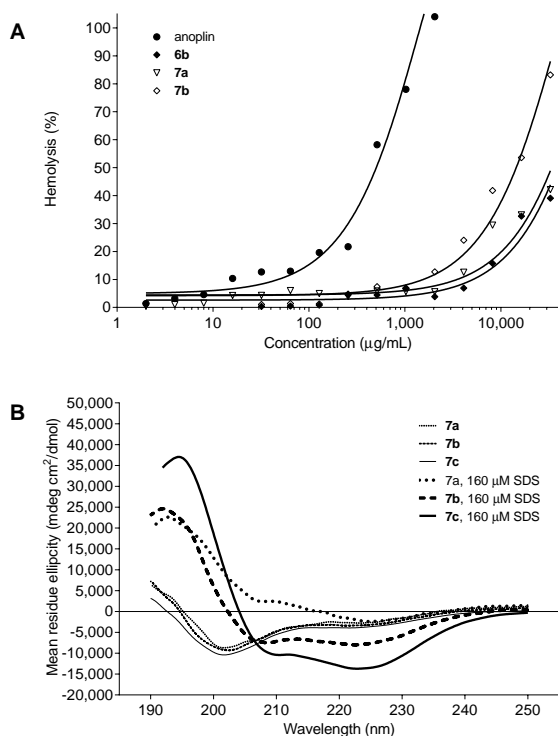 A
100
90
80
70
60
50
40
30
20
10
0
Hemolysis (%)
anoplin
6b
7a
7b
1
10
100
1,000
10,000
Concentration (μg/mL)
B
50,000
45,000
40,000
35,000
30,000
25,000
20,000
15,000
10,000
5,000
0
-5,000
-10,000
-15,000
-20,000
Mean residue ellipcity (mdeg cm²/dmol)
7a
7b
7c
7a, 160 μM SDS
7b, 160 μM SDS
7c, 160 μM SDS
190
200
210
220
230
240
250
Wavelength (nm)